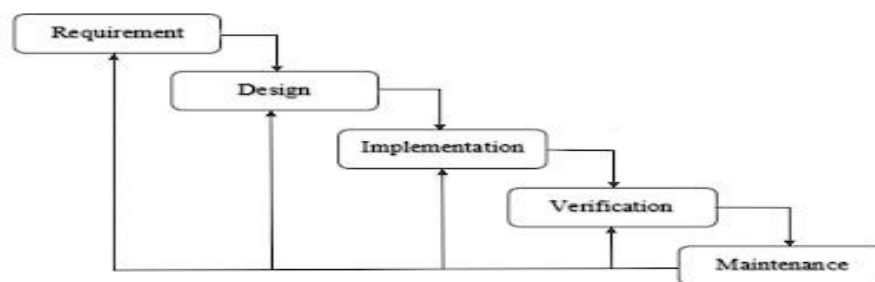 Requirement
Design
Implementation
Verification
Maintenance